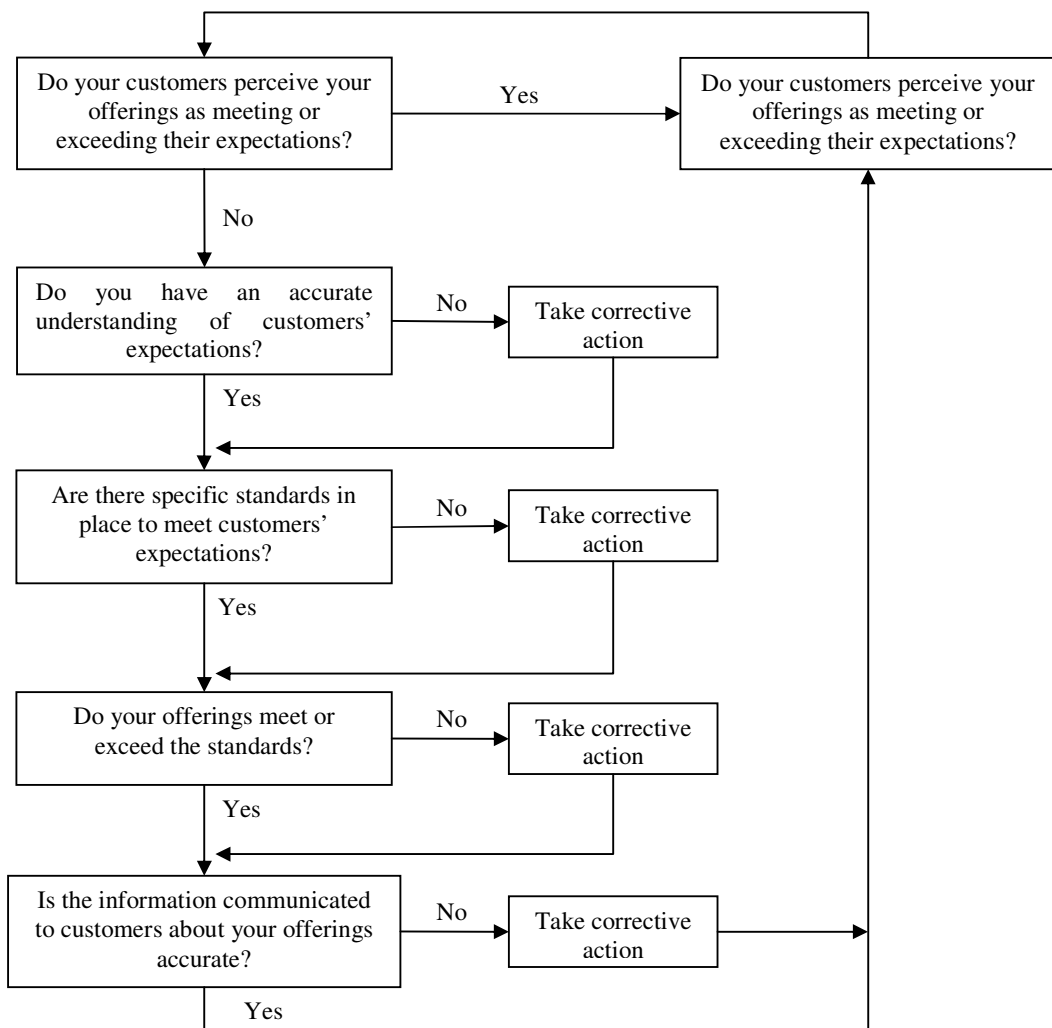 Do your customers perceive your
offerings as meeting or
exceeding their expectations?
Yes
Do your customers perceive your
offerings as meeting or
exceeding their expectations?
No
Do you have an accurate
understanding of customers’
expectations?
No
Take corrective
action
Yes
Are there specific standards in
place to meet customers’
expectations?
No
Take corrective
action
Yes
Do your offerings meet or
exceed the standards?
No
Take corrective
action
Yes
Is the information communicated
to customers about your offerings
accurate?
No
Take corrective
action
Yes